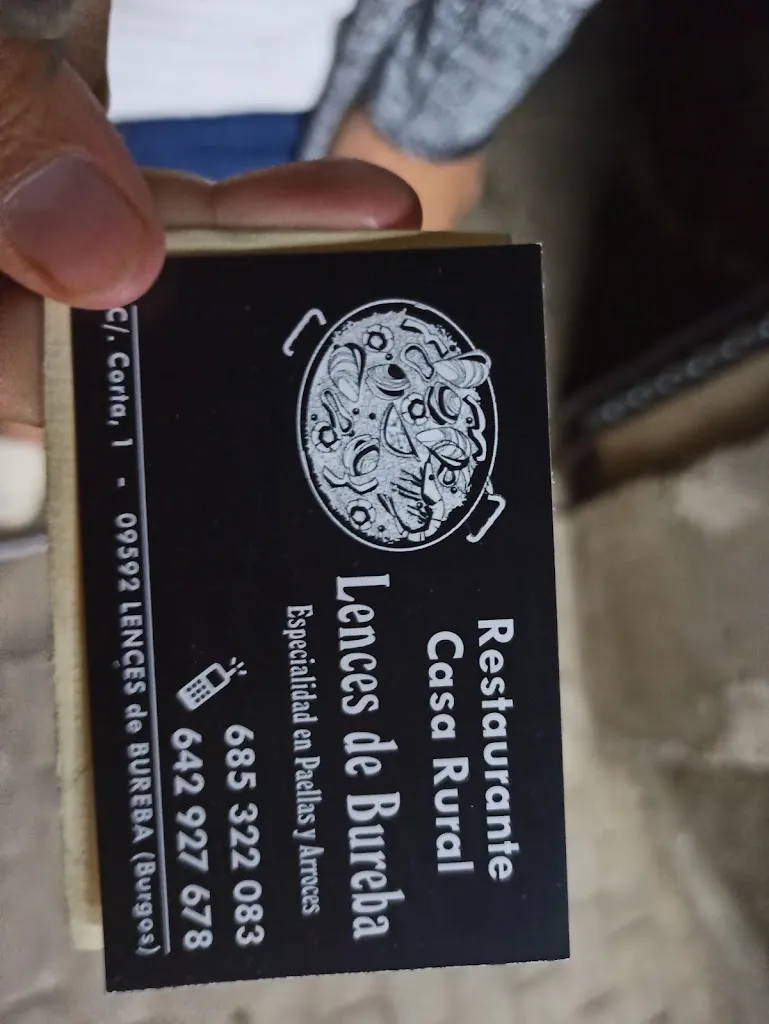 Restaurante
Casa Rural
Lences de Bureba
Especialidad en Paellas y Arroces
685 322 083
642 927 678
C/. Corta, 1 - 09592 LENCES de BUREBA (Burgos)